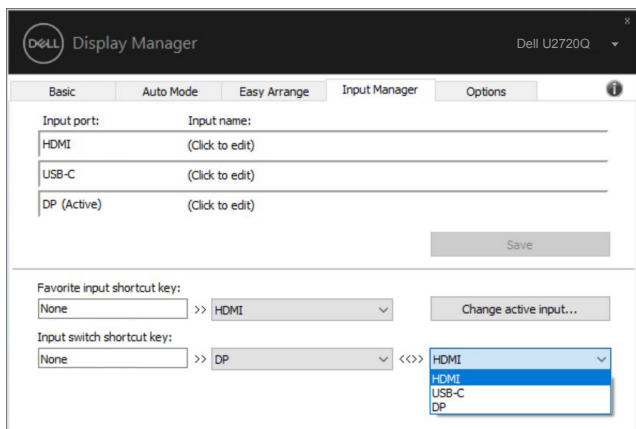 x
DELL Display Manager Dell U2720Q
Basic Auto Mode Easy Arrange Input Manager Options i
Input port: Input name:
HDMI (Click to edit)
USB-C (Click to edit)
DP (Active) (Click to edit)
Save
Favorite input shortcut key:
None >> HDMI Change active input...
Input switch shortcut key:
None >> DP <<>> HDMI
HDMI
USB-C
DP